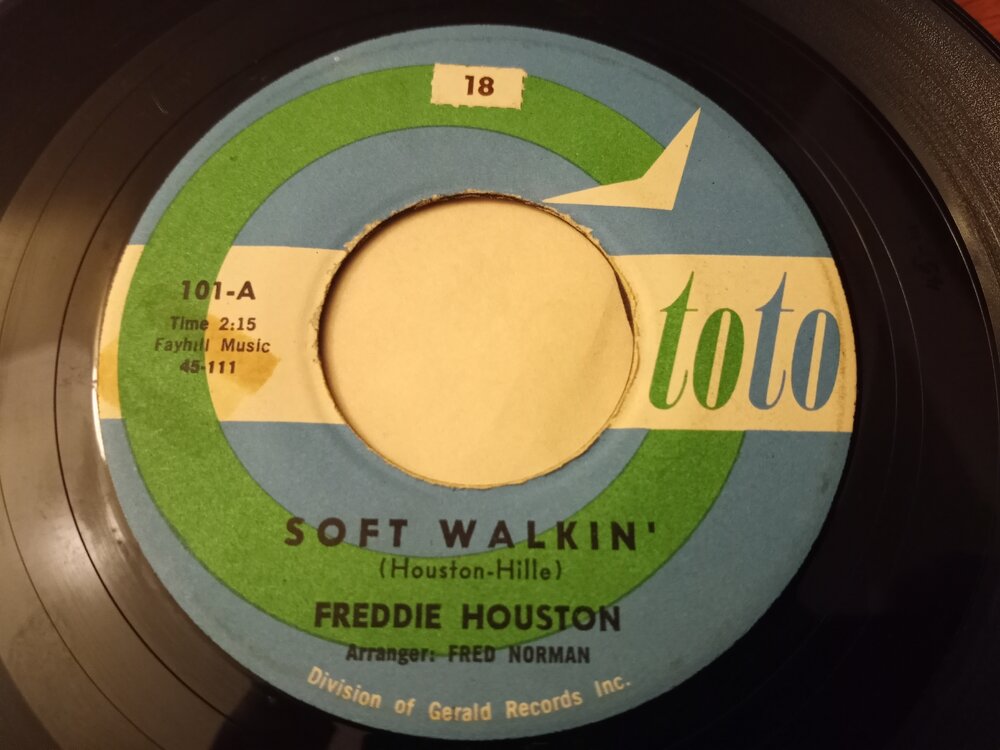 18
101-A
Time 2:15
Fayhill Music
45-111
toto
SOFT WALKIN'
(Houston-Hille)
FREDDIE HOUSTON
Arranger: FRED NORMAN
Division of Gerald Records Inc.